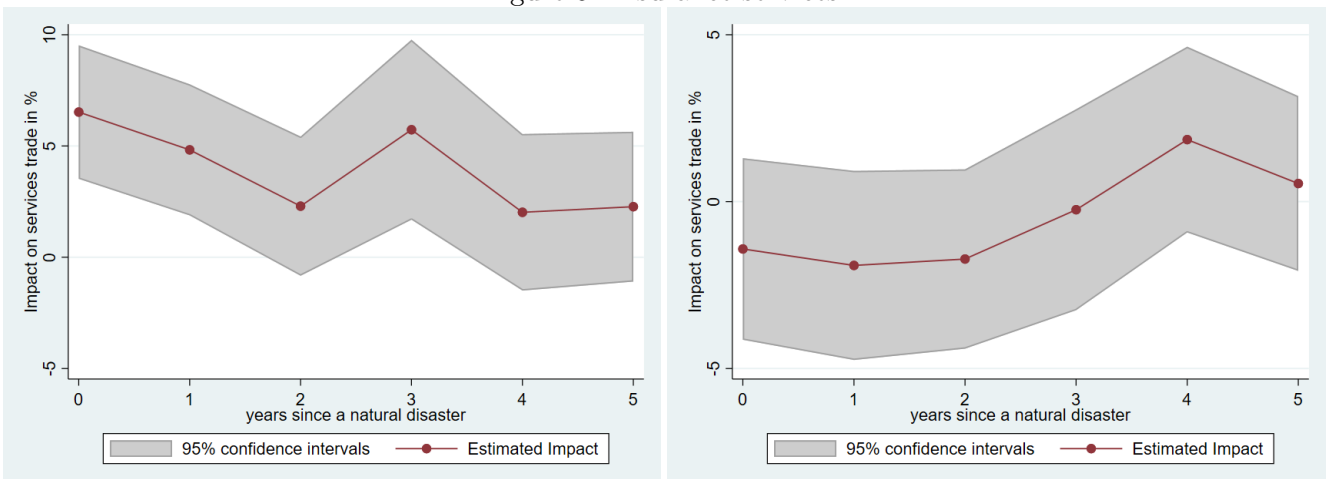 Impact on services trade in %
10
5
0
-5
0 1 2 3 4 5
years since a natural disaster
95% confidence intervals Estimated Impact
Impact on services trade in %
5
0
-5
0 1 2 3 4 5
years since a natural disaster
95% confidence intervals Estimated Impact